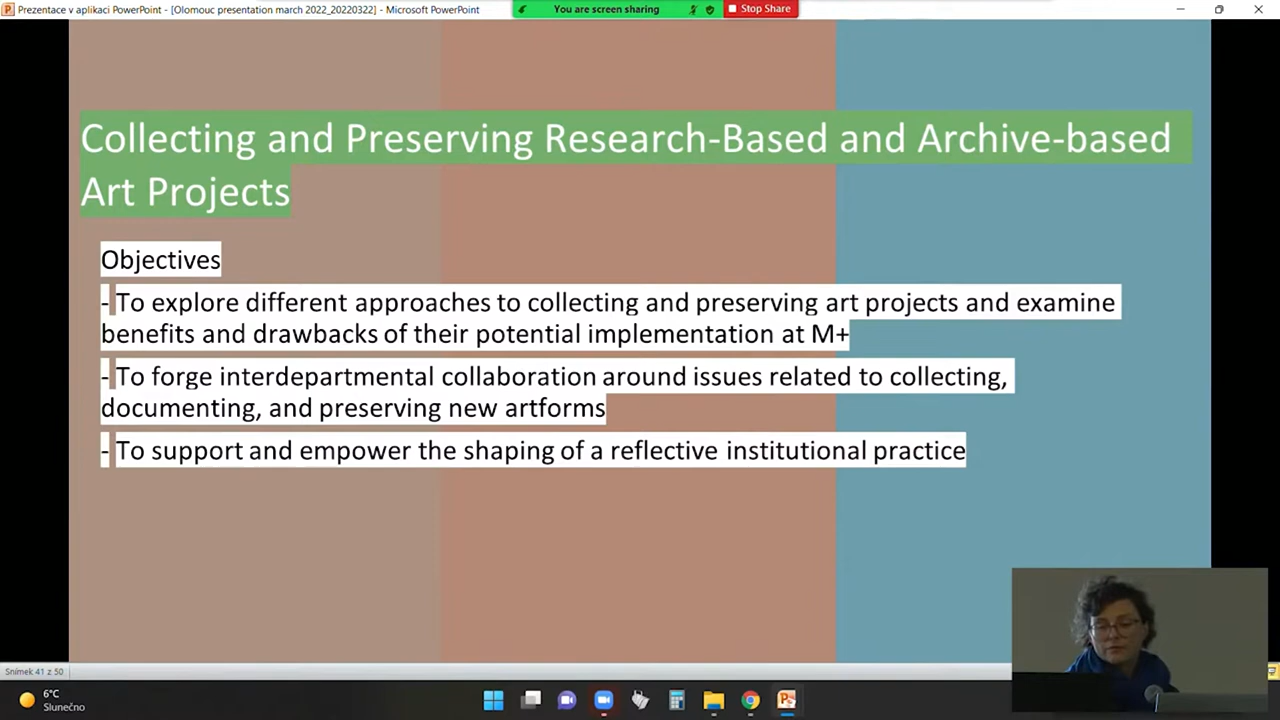 Prezentace v aplikaci PowerPoint - [Olomouc presentation march 2022_20220322] - Microsoft PowerPoint
You are screen sharing
Stop Share
Collecting and Preserving Research-Based and Archive-based
Art Projects
Objectives
- To explore different approaches to collecting and preserving art projects and examine
benefits and drawbacks of their potential implementation at M+
- To forge interdepartmental collaboration around issues related to collecting,
documenting, and preserving new artforms
- To support and empower the shaping of a reflective institutional practice
Snímek 41 z 50
6°C
Slunečno